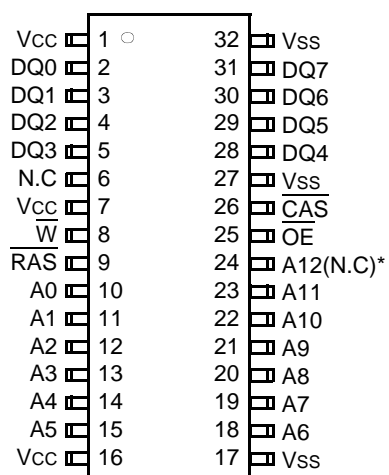 VCC 1 32 VSS
DQ0 2 31 DQ7
DQ1 3 30 DQ6
DQ2 4 29 DQ5
DQ3 5 28 DQ4
N.C 6 27 VSS
VCC 7 26 CAS
W 8 25 OE
RAS 9 24 A12(N.C)*
A0 10 23 A11
A1 11 22 A10
A2 12 21 A9
A3 13 20 A8
A4 14 19 A7
A5 15 18 A6
VCC 16 17 VSS